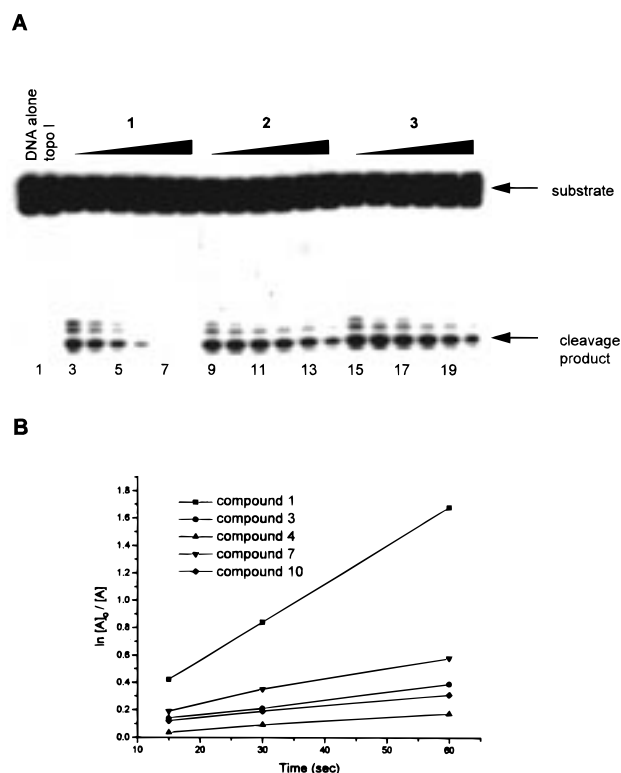 A
DNA alone
topo I
1 2 3
substrate
cleavage
product
1 3 5 7 9 11 13 15 17 19
B
compound 1
compound 3
compound 4
compound 7
compound 10
ln [A]o / [A]
1.8
1.6
1.4
1.2
1.0
0.8
0.6
0.4
0.2
0.0
10 20 30 40 50 60
Time (sec)